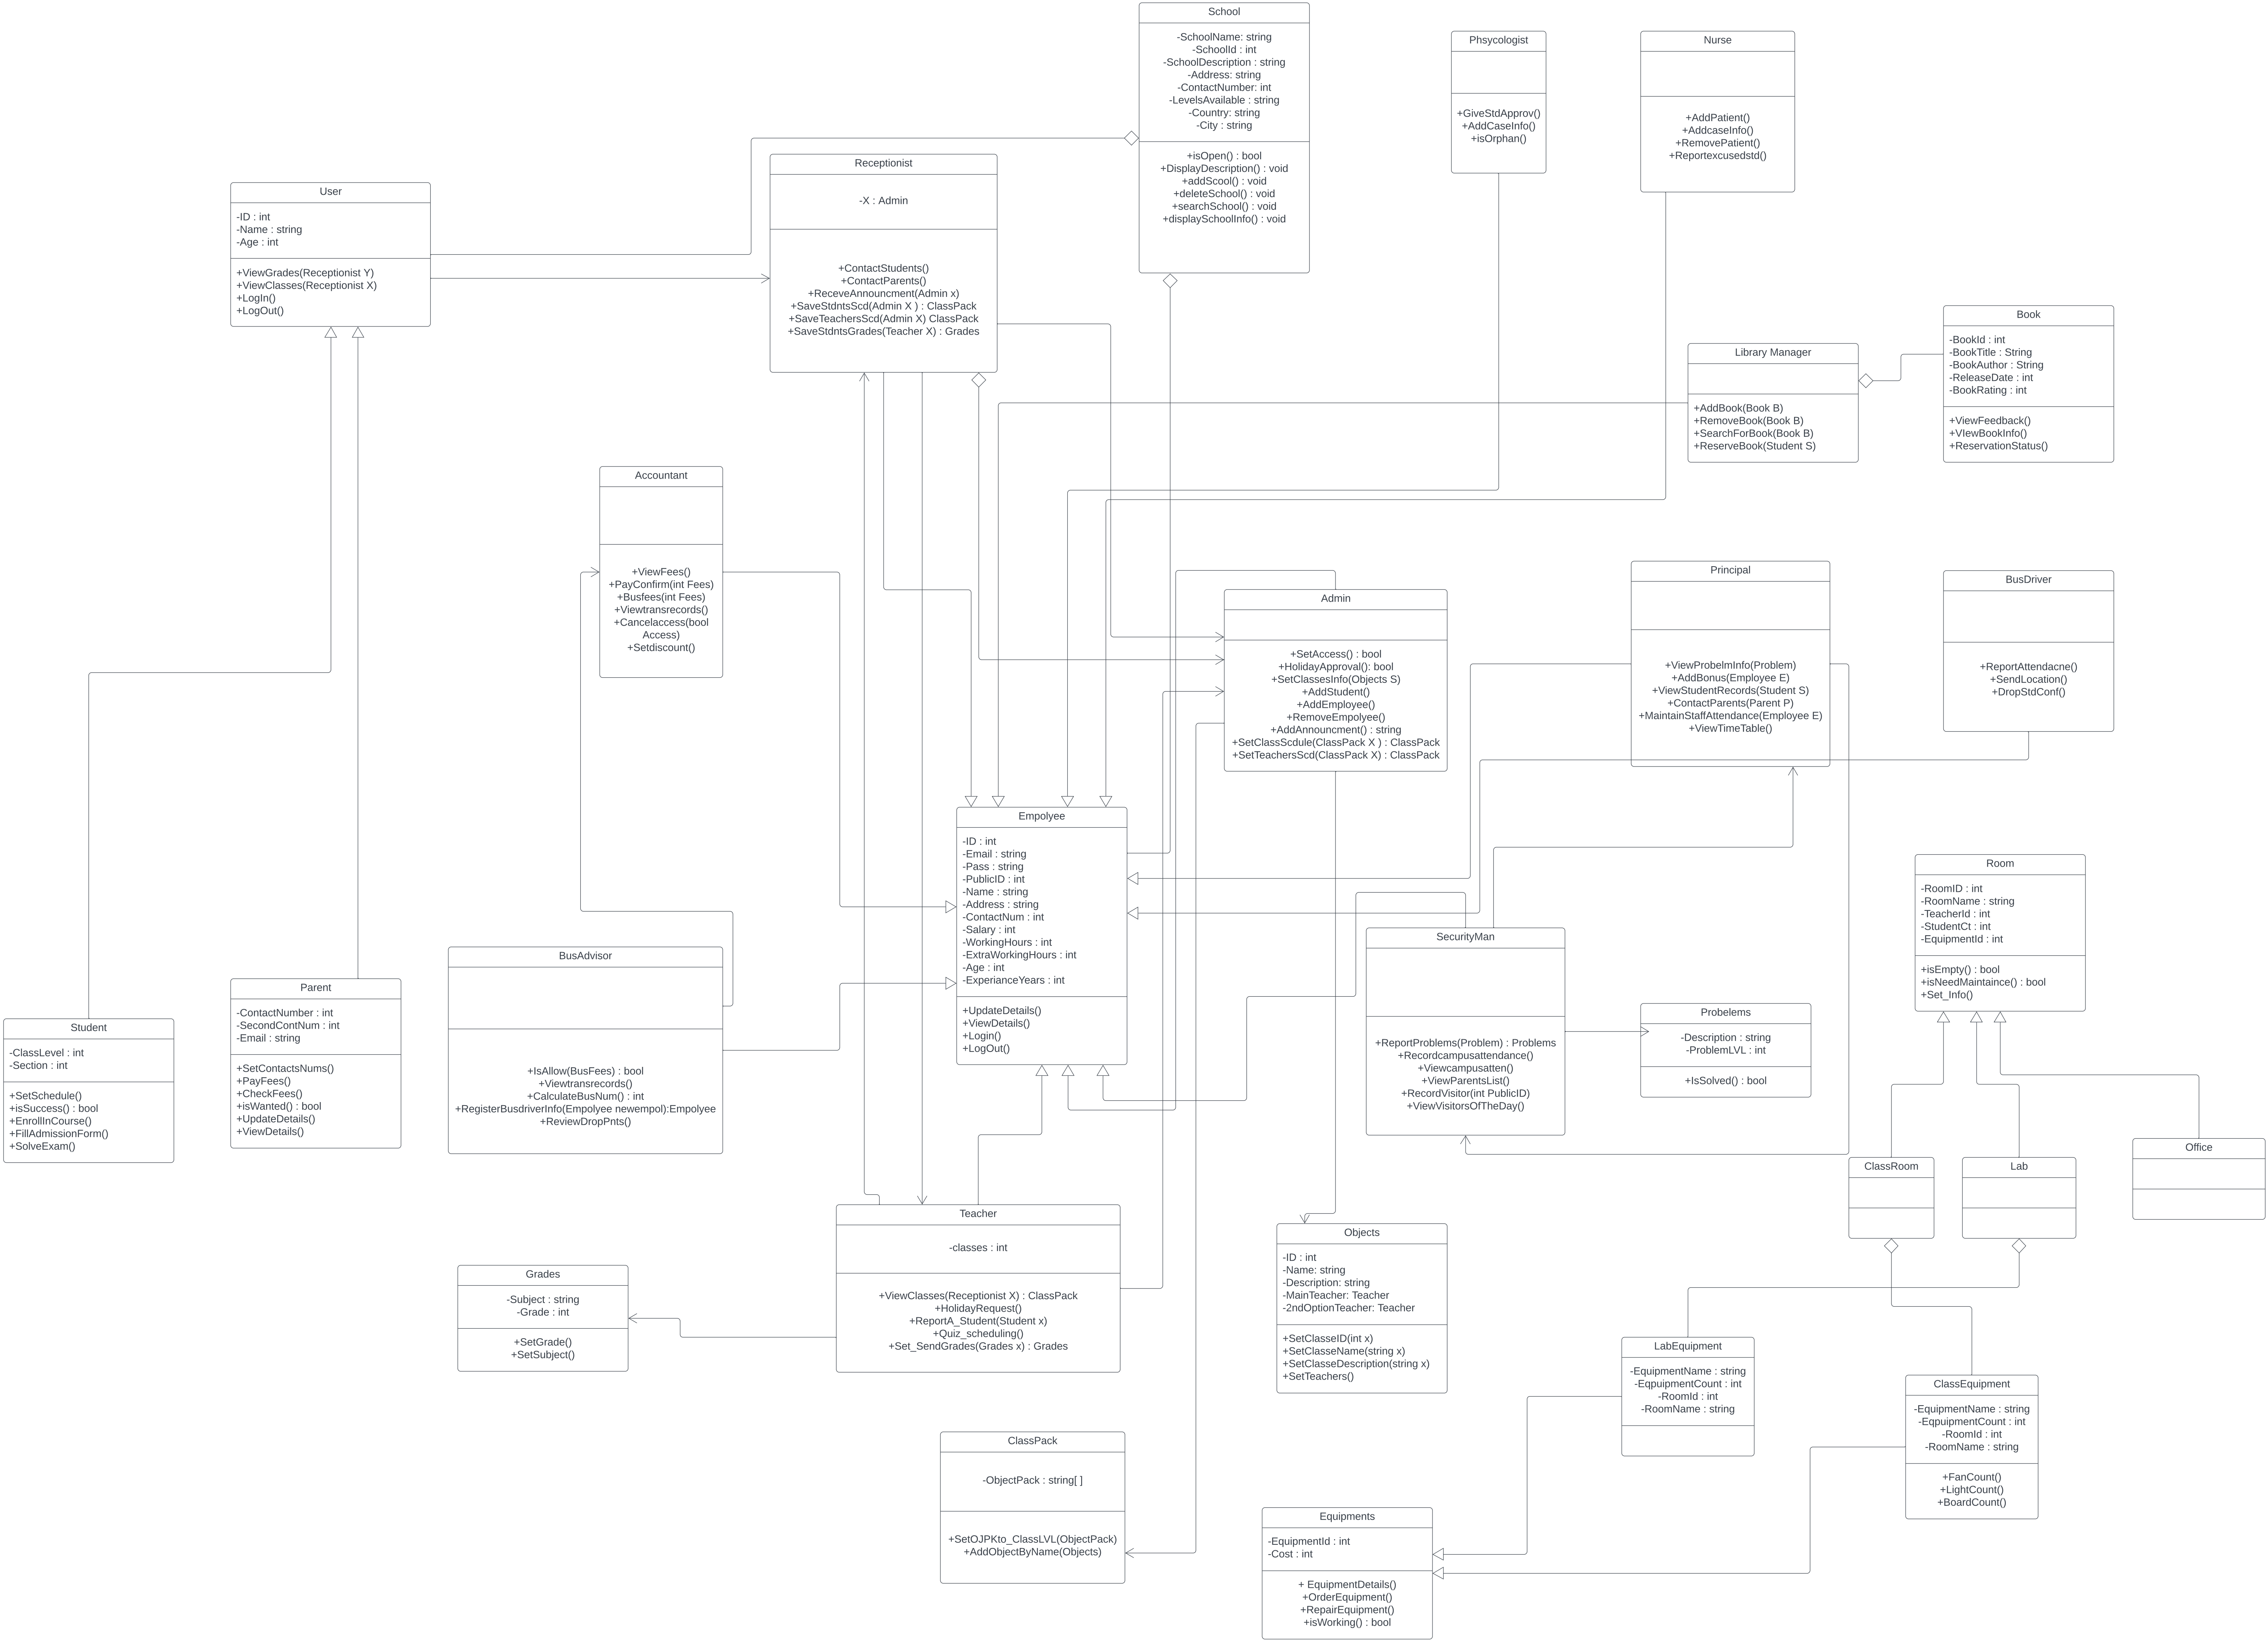 School
-SchoolName: string
-SchoolId : int
-SchoolDescription : string
-Address: string
-ContactNumber: int
-LevelsAvailable : string
-Country: string
-City : string
+isOpen() : bool
+DisplayDescription() : void
+addScool() : void
+deleteSchool() : void
+searchSchool() : void
+displaySchoolInfo() : void
Phsycologist
+GiveStdApprov()
+AddCaseInfo()
+isOrphan()
Nurse
+AddPatient()
+AddcaseInfo()
+RemovePatient()
+Reportexcusedstd()
User
-ID : int
-Name : string
-Age : int
+ViewGrades(Receptionist Y)
+ViewClasses(Receptionist X)
+LogIn()
+LogOut()
Receptionist
-X : Admin
+ContactStudents()
+ContactParents()
+ReceveAnnouncment(Admin x)
+SaveStdntsScd(Admin X ) : ClassPack
+SaveTeachersScd(Admin X) ClassPack
+SaveStdntsGrades(Teacher X) : Grades
Library Manager
+AddBook(Book B)
+RemoveBook(Book B)
+SearchForBook(Book B)
+ReserveBook(Student S)
Book
-BookId : int
-BookTitle : String
-BookAuthor : String
-ReleaseDate : int
-BookRating : int
+ViewFeedback()
+VIewBookInfo()
+ReservationStatus()
Accountant
+ViewFees()
+PayConfirm(int Fees)
+Busfees(int Fees)
+Viewtransrecords()
+Cancelaccess(bool
Access)
+Setdiscount()
Admin
+SetAccess() : bool
+HolidayApproval(): bool
+SetClassesInfo(Objects S)
+AddStudent()
+AddEmployee()
+RemoveEmpolyee()
+AddAnnouncment() : string
+SetClassScdule(ClassPack X ) : ClassPack
+SetTeachersScd(ClassPack X) : ClassPack
Principal
+ViewProbelmInfo(Problem)
+AddBonus(Employee E)
+ViewStudentRecords(Student S)
+ContactParents(Parent P)
+MaintainStaffAttendance(Employee E)
+ViewTimeTable()
BusDriver
+ReportAttendacne()
+SendLocation()
+DropStdConf()
Empolyee
-ID : int
-Email : string
-Pass : string
-PublicID : int
-Name : string
-Address : string
-ContactNum : int
-Salary : int
-WorkingHours : int
-ExtraWorkingHours : int
-Age : int
-ExperianceYears : int
+UpdateDetails()
+ViewDetails()
+Login()
+LogOut()
Room
-RoomID : int
-RoomName : string
-TeacherId : int
-StudentCt : int
-EquipmentId : int
+isEmpty() : bool
+isNeedMaintaince() : bool
+Set_Info()
BusAdvisor
+IsAllow(BusFees) : bool
+Viewtransrecords()
+CalculateBusNum() : int
+RegisterBusdriverInfo(Empolyee newempol):Empolyee
+ReviewDropPnts()
SecurityMan
+ReportProblems(Problem) : Problems
+Recordcampusattendance()
+Viewcampusatten()
+ViewParentsList()
+RecordVisitor(int PublicID)
+ViewVisitorsOfTheDay()
Probelems
-Description : string
-ProblemLVL : int
+IsSolved() : bool
Student
-ClassLevel : int
-Section : int
+SetSchedule()
+isSuccess() : bool
+EnrollInCourse()
+FillAdmissionForm()
+SolveExam()
Parent
-ContactNumber : int
-SecondContNum : int
-Email : string
+SetContactsNums()
+PayFees()
+CheckFees()
+isWanted() : bool
+UpdateDetails()
+ViewDetails()
ClassRoom
Lab
Office
Teacher
-classes : int
+ViewClasses(Receptionist X) : ClassPack
+HolidayRequest()
+ReportA_Student(Student x)
+Quiz_scheduling()
+Set_SendGrades(Grades x) : Grades
Grades
-Subject : string
-Grade : int
+SetGrade()
+SetSubject()
Objects
-ID : int
-Name: string
-Description: string
-MainTeacher: Teacher
-2ndOptionTeacher: Teacher
+SetClasseID(int x)
+SetClasseName(string x)
+SetClasseDescription(string x)
+SetTeachers()
LabEquipment
-EquipmentName : string
-EqpuipmentCount : int
-RoomId : int
-RoomName : string
ClassEquipment
-EquipmentName : string
-EqpuipmentCount : int
-RoomId : int
-RoomName : string
+FanCount()
+LightCount()
+BoardCount()
ClassPack
-ObjectPack : string[ ]
+SetOJPKto_ClassLVL(ObjectPack)
+AddObjectByName(Objects)
Equipments
-EquipmentId : int
-Cost : int
+ EquipmentDetails()
+OrderEquipment()
+RepairEquipment()
+isWorking() : bool